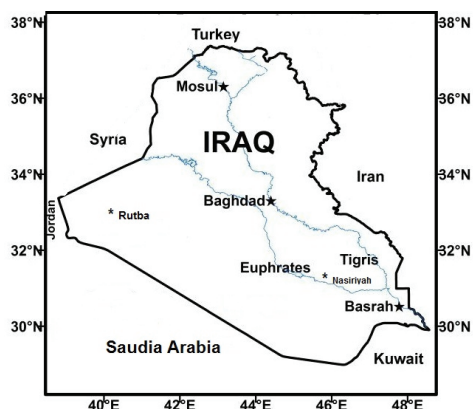 38°N
38°N
Turkey
Mosul
36°N
36°N
Syria
IRAQ
34°N
34°N
Iran
Baghdad
Jordan
Rutba
32°N
32°N
Euphrates
Tigris
Nasiriyah
Basrah
30°N
30°N
Saudia Arabia
Kuwait
40°E
42°E
44°E
46°E
48°E